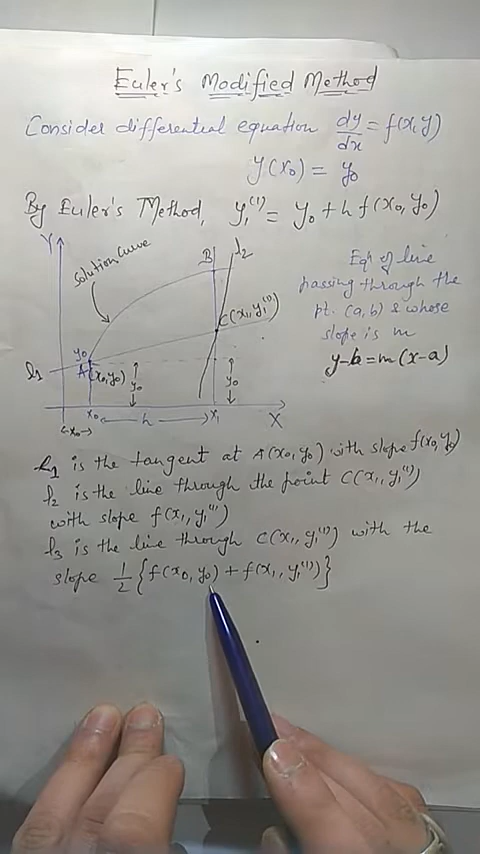 Euler's Modified Method
Consider differential equation dy/dx = f(x,y)
y(x₀) = y₀
By Euler's Method, y₁⁽¹⁾ = y₀ + h f(x₀, y₀)
Y
Solution curve
B
l₂
C(x₁, y₁⁽¹⁾)
l₁
y₀
A(x₀,y₀)
y₀
y₀
x₀
h
x₁
X
x₀
Eqn of line
passing through the
pt. (a, b) & whose
slope is m
y-b = m(x-a)
l₁ is the tangent at A(x₀, y₀) with slope f(x₀, y₀)
l₂ is the line through the point C(x₁, y₁⁽¹⁾)
with slope f(x₁, y₁⁽¹⁾)
l₃ is the line through C(x₁, y₁⁽¹⁾) with the
slope 1/2 {f(x₀, y₀) + f(x₁, y₁⁽¹⁾)}